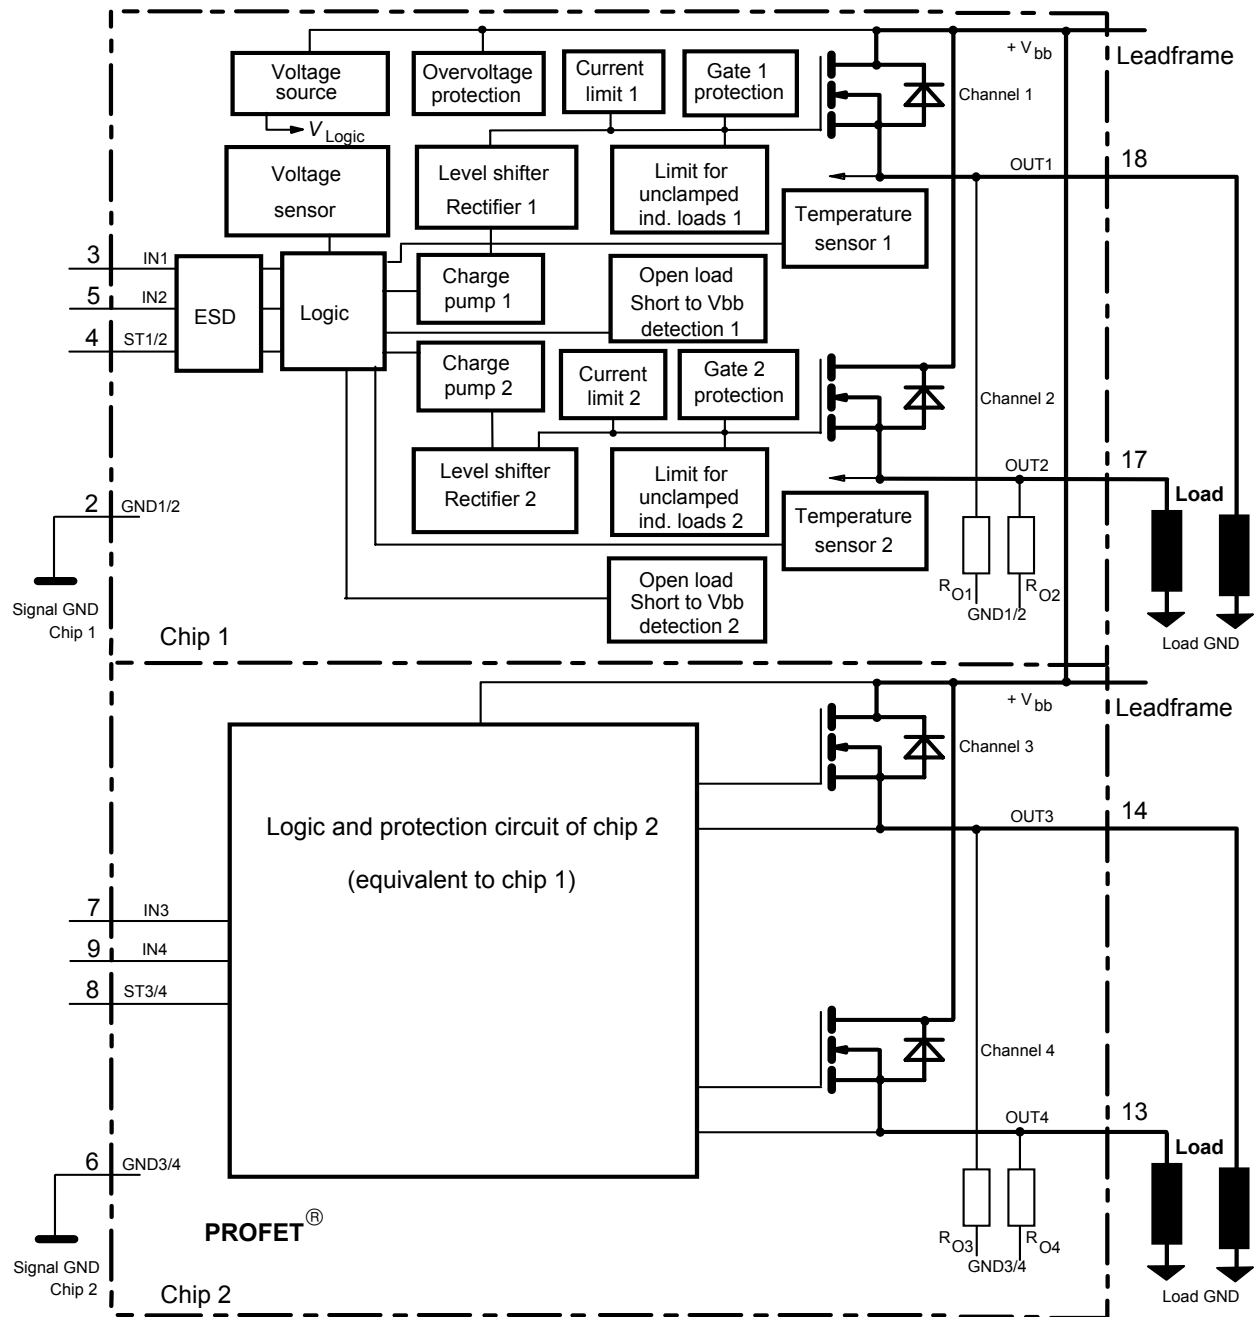 + Vbb
Leadframe
Voltage
source
Overvoltage
protection
Current
limit 1
Gate 1
protection
Channel 1
VLogic
Voltage
sensor
Level shifter
Rectifier 1
Limit for
unclamped
ind. loads 1
OUT1
18
Temperature
sensor 1
3
IN1
5
IN2
4
ST1/2
ESD
Logic
Charge
pump 1
Open load
Short to Vbb
detection 1
Charge
pump 2
Current
limit 2
Gate 2
protection
Channel 2
Level shifter
Rectifier 2
Limit for
unclamped
ind. loads 2
OUT2
17
Load
Temperature
sensor 2
2
GND1/2
Signal GND
Chip 1
Open load
Short to Vbb
detection 2
RO1
RO2
GND1/2
Load GND
Chip 1
+ Vbb
Leadframe
Channel 3
Logic and protection circuit of chip 2
(equivalent to chip 1)
OUT3
14
7
IN3
9
IN4
8
ST3/4
Channel 4
OUT4
13
Load
6
GND3/4
Signal GND
Chip 2
PROFET®
RO3
RO4
GND3/4
Load GND
Chip 2